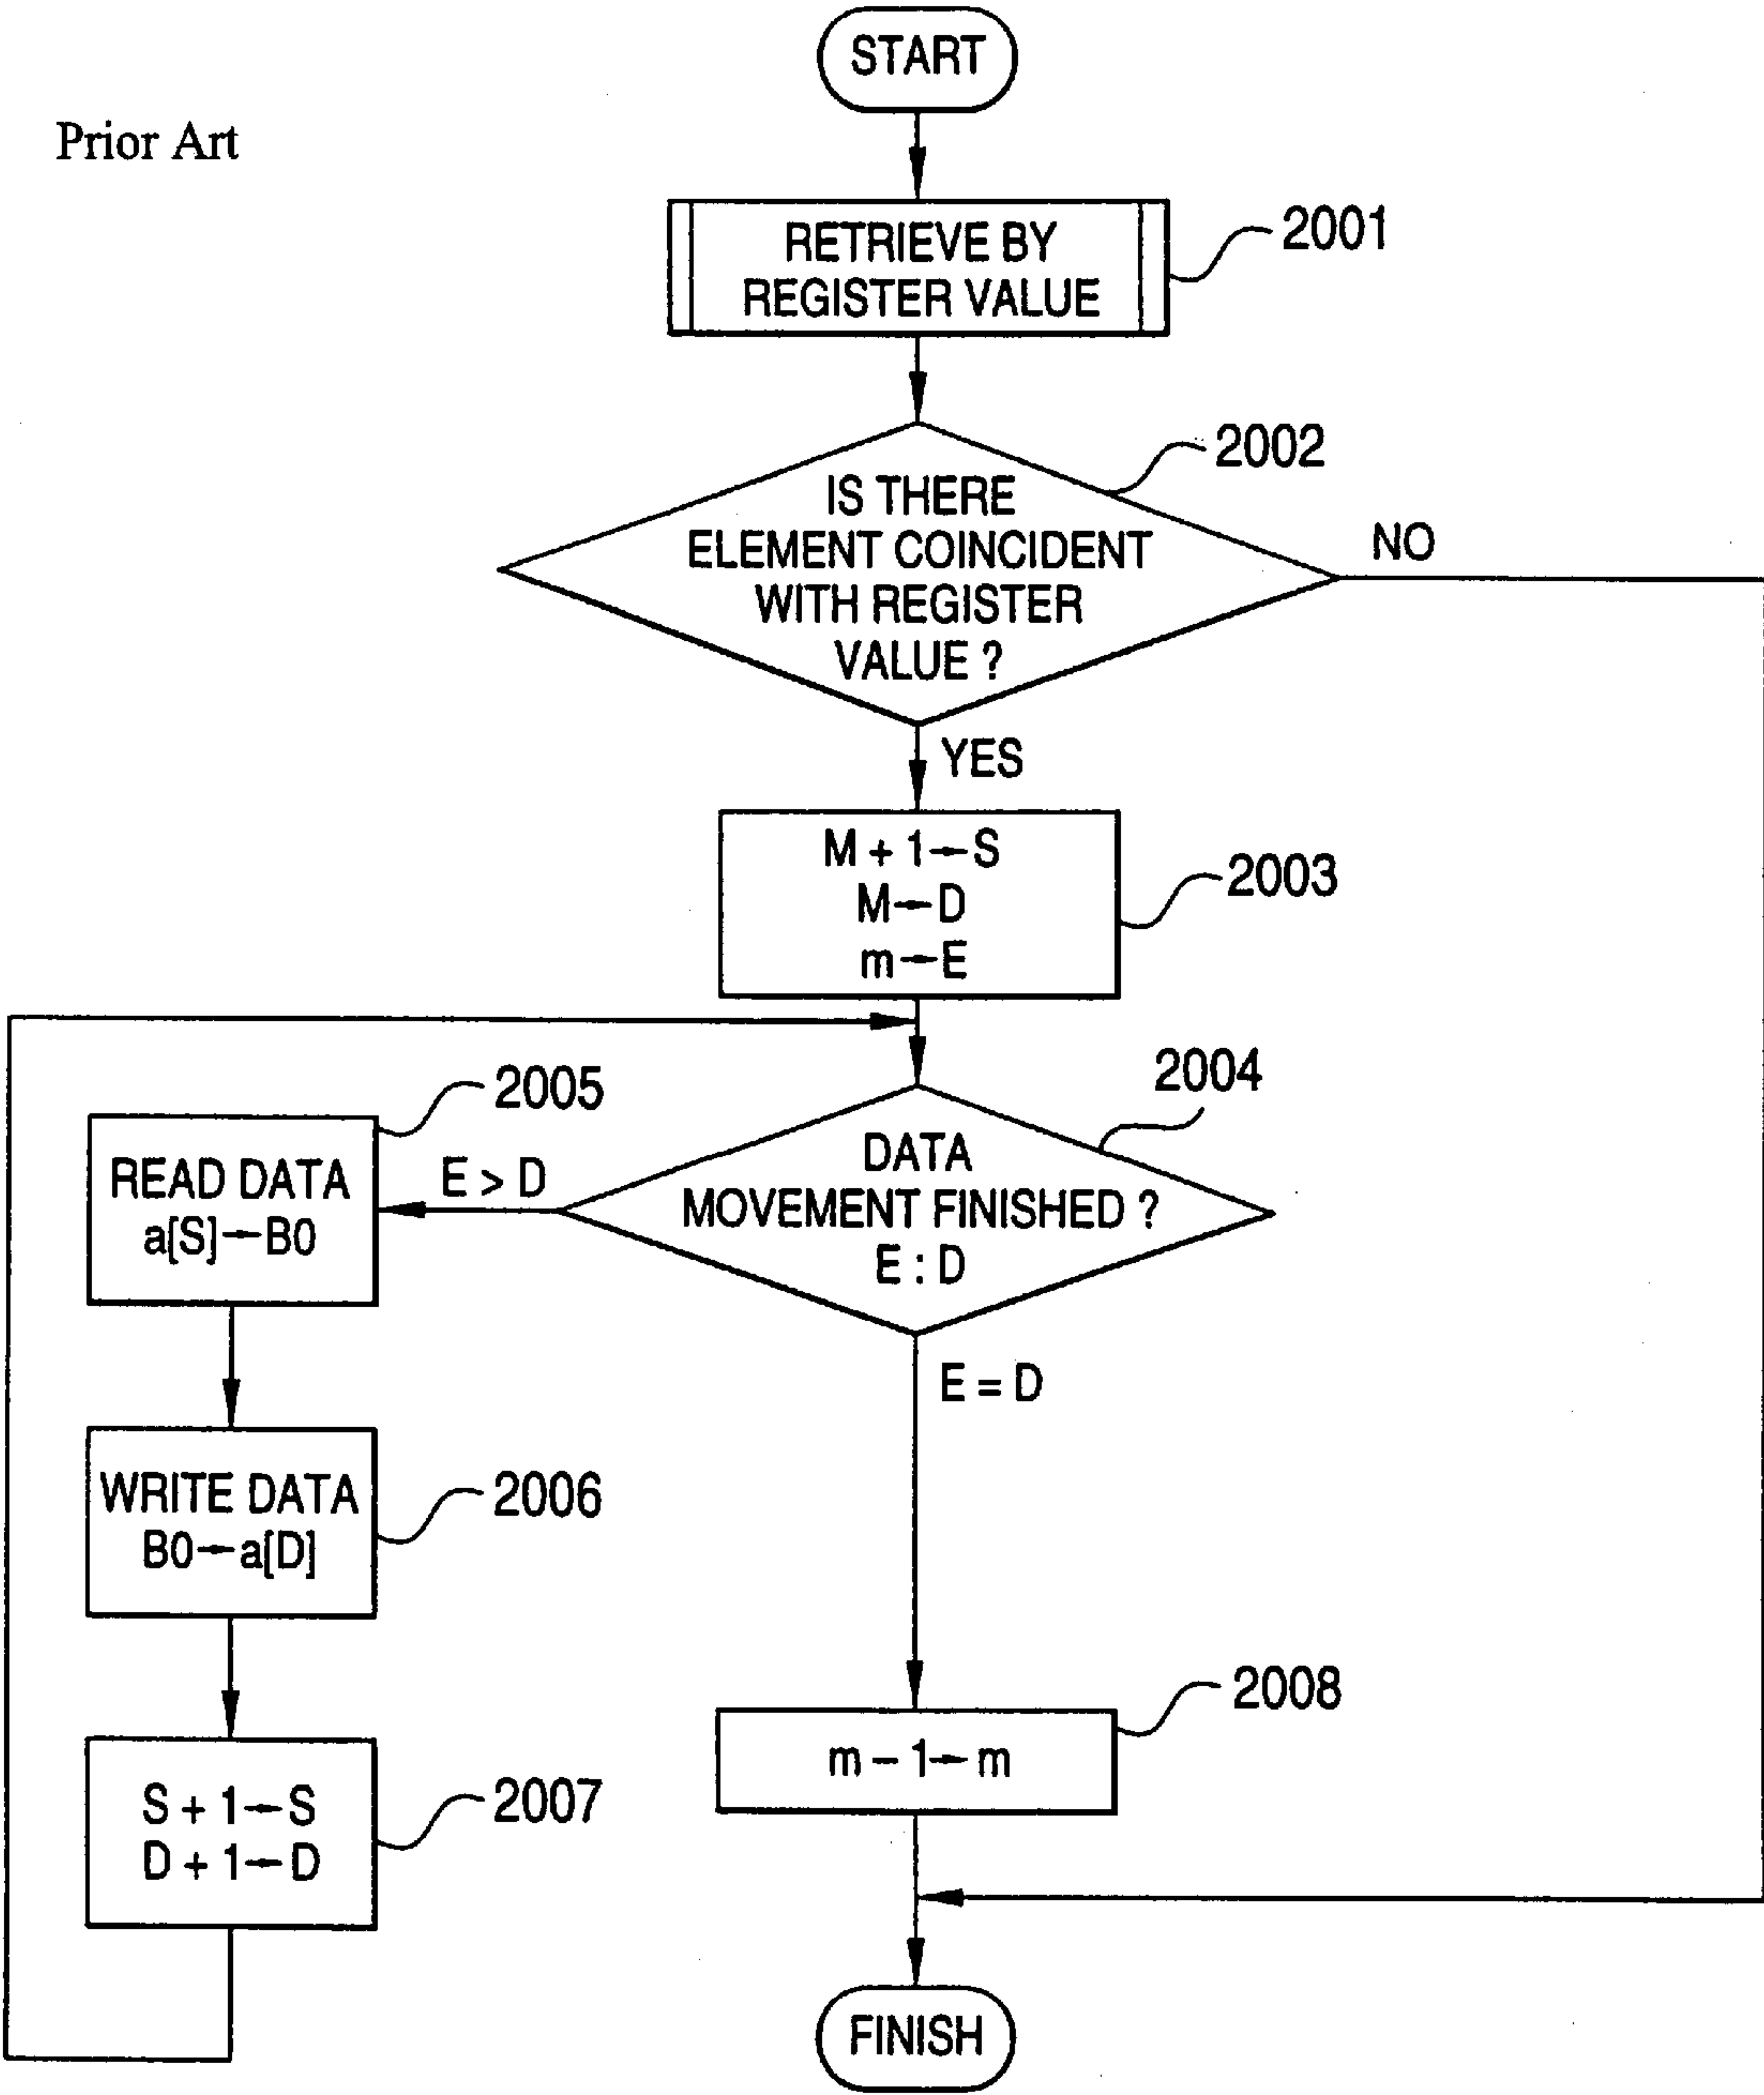 START
Prior Art
RETRIEVE BY
REGISTER VALUE
2001
2002
IS THERE
ELEMENT COINCIDENT
WITH REGISTER
VALUE ?
NO
YES
M + 1→S
M→D
m→E
2003
2004
DATA
MOVEMENT FINISHED ?
E : D
E > D
2005
READ DATA
a[S]→B0
E = D
WRITE DATA
B0→a[D]
2006
S + 1→S
D + 1→D
2007
2008
m – 1→ m
FINISH